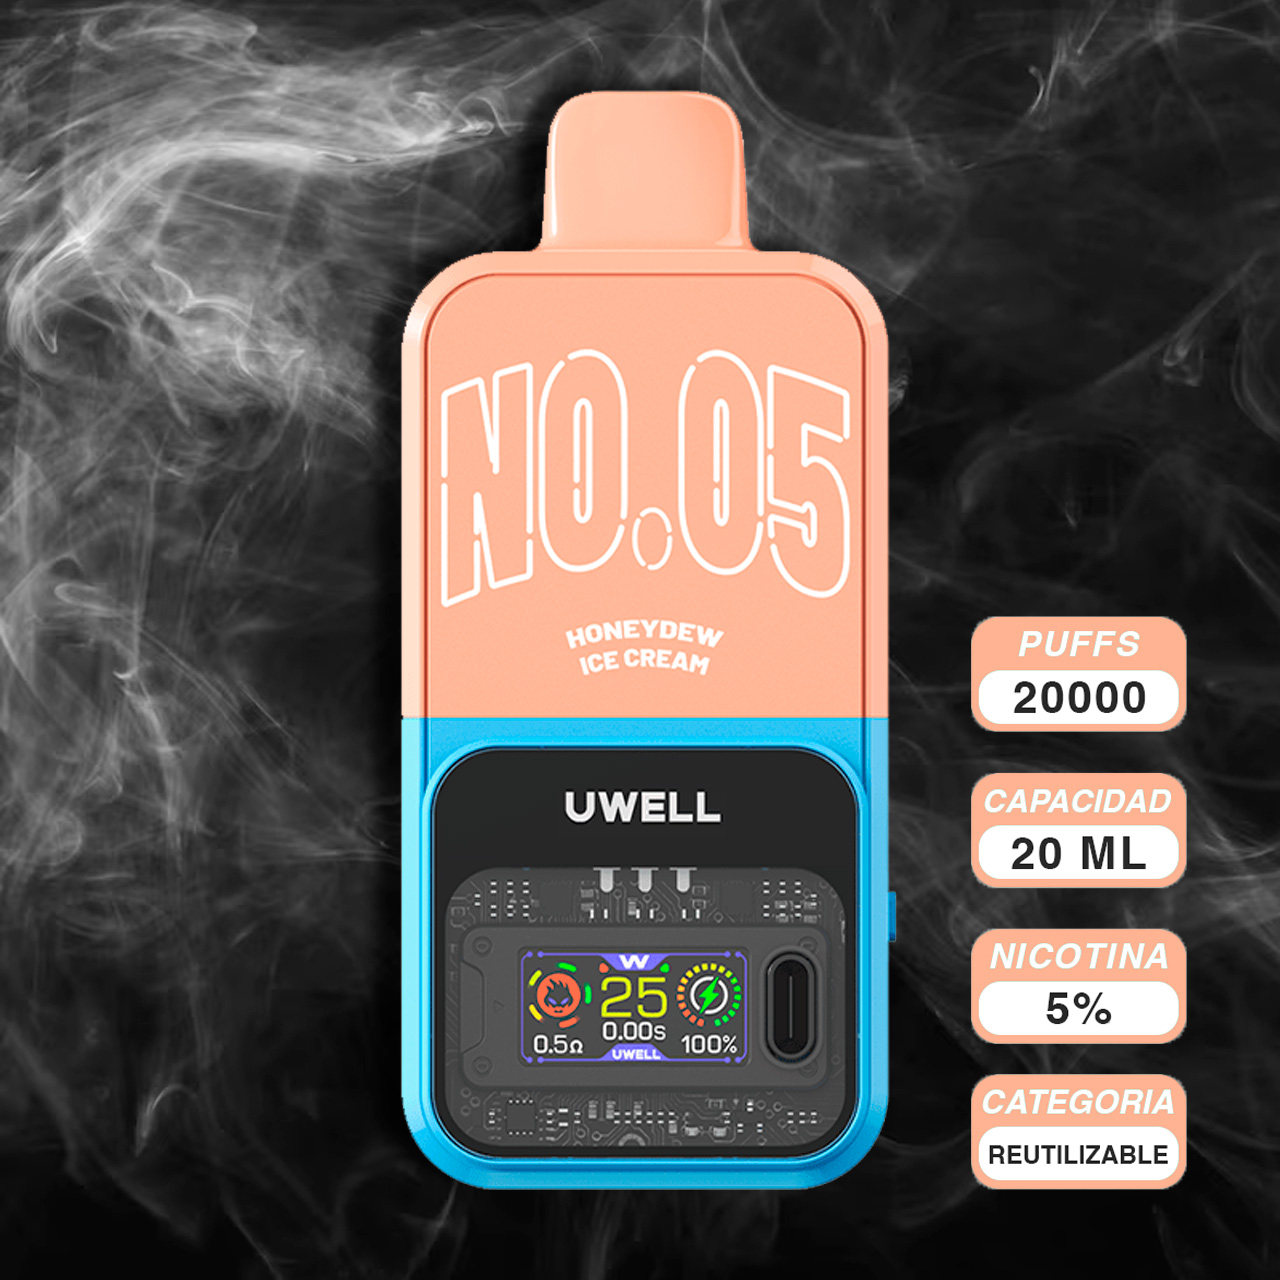 NO.05
HONEYDEW
ICE CREAM
UWELL
W
25
0.00s
0.5Ω
100%
UWELL
PUFFS
20000
CAPACIDAD
20 ML
NICOTINA
5%
CATEGORIA
REUTILIZABLE